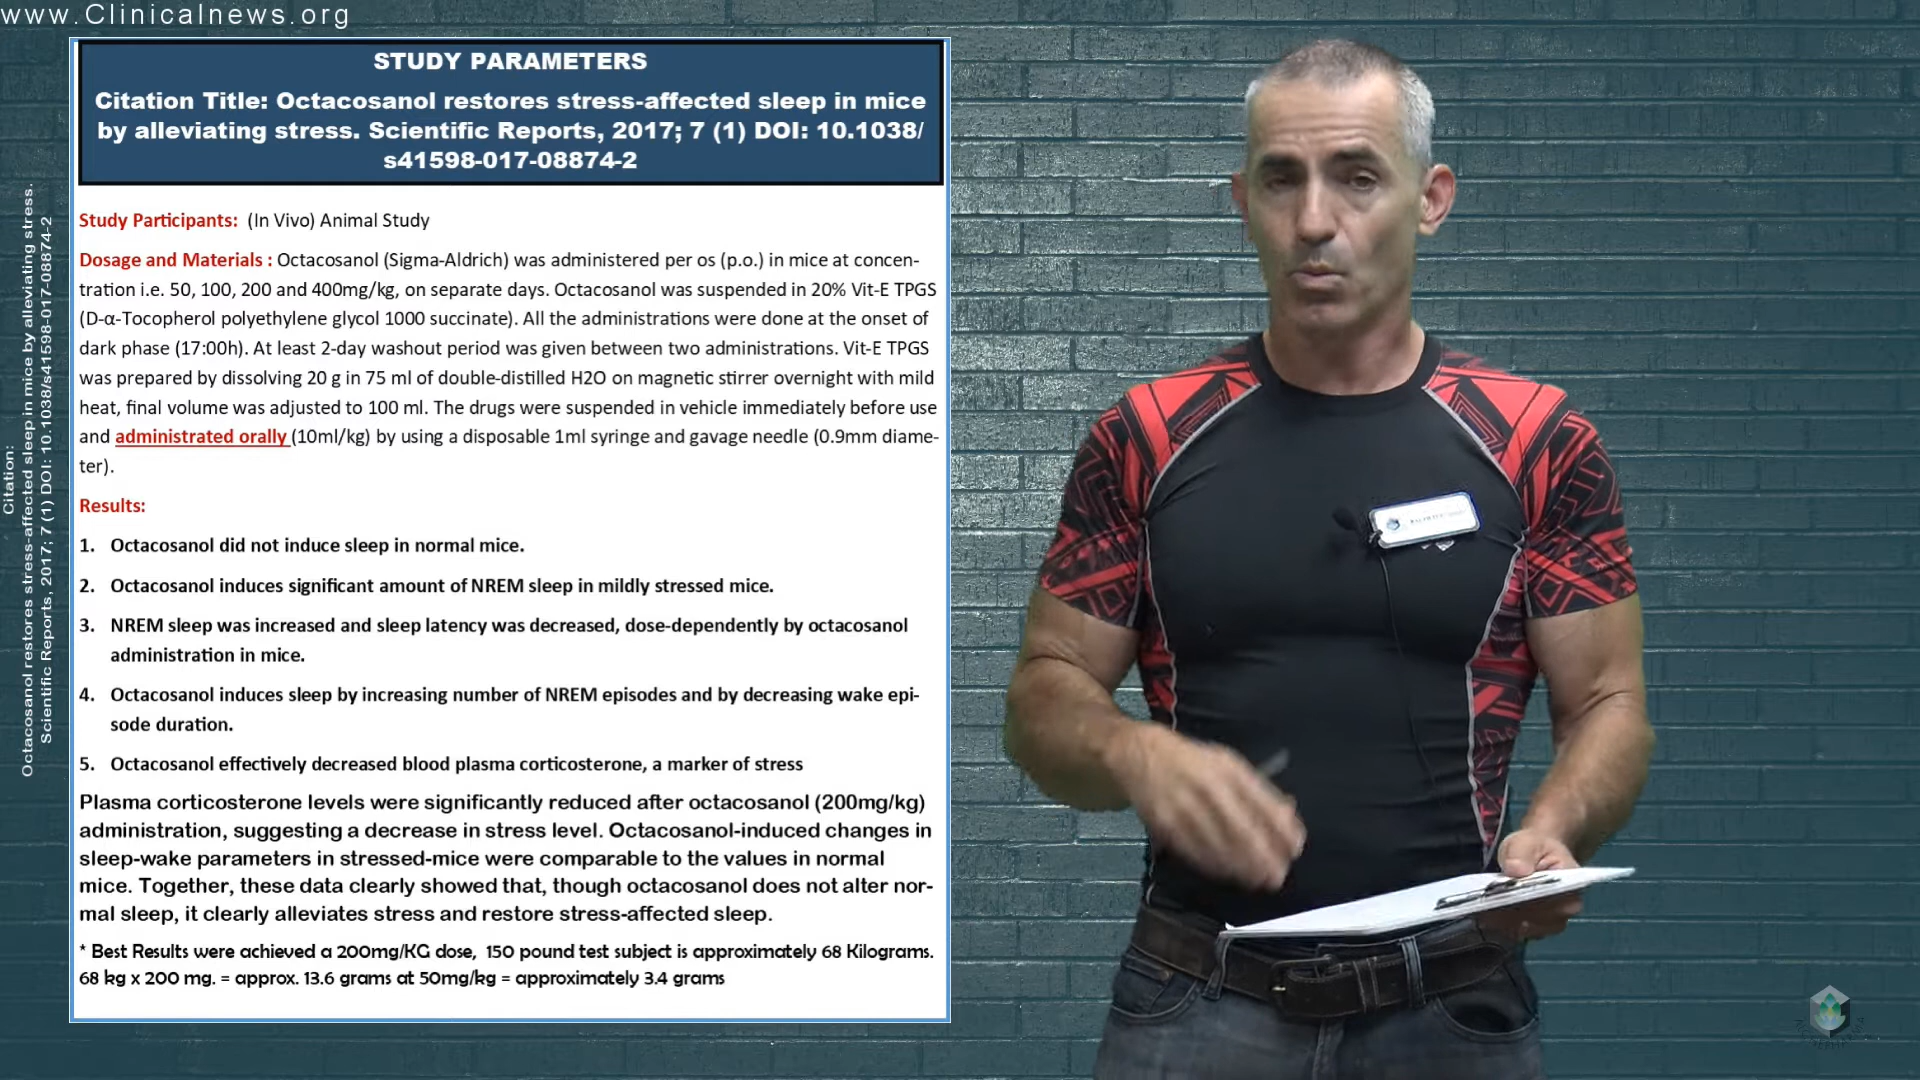 www.Clinicalnews.org
STUDY PARAMETERS
Citation Title: Octacosanol restores stress-affected sleep in mice
by alleviating stress. Scientific Reports, 2017; 7 (1) DOI: 10.1038/
s41598-017-08874-2
Study Participants: (In Vivo) Animal Study
Dosage and Materials : Octacosanol (Sigma-Aldrich) was administered per os (p.o.) in mice at concen-
tration i.e. 50, 100, 200 and 400mg/kg, on separate days. Octacosanol was suspended in 20% Vit-E TPGS
(D-α-Tocopherol polyethylene glycol 1000 succinate). All the administrations were done at the onset of
dark phase (17:00h). At least 2-day washout period was given between two administrations. Vit-E TPGS
was prepared by dissolving 20 g in 75 ml of double-distilled H2O on magnetic stirrer overnight with mild
heat, final volume was adjusted to 100 ml. The drugs were suspended in vehicle immediately before use
and administrated orally (10ml/kg) by using a disposable 1ml syringe and gavage needle (0.9mm diame-
ter).
Results:
1. Octacosanol did not induce sleep in normal mice.
2. Octacosanol induces significant amount of NREM sleep in mildly stressed mice.
3. NREM sleep was increased and sleep latency was decreased, dose-dependently by octacosanol
administration in mice.
4. Octacosanol induces sleep by increasing number of NREM episodes and by decreasing wake epi-
sode duration.
5. Octacosanol effectively decreased blood plasma corticosterone, a marker of stress
Plasma corticosterone levels were significantly reduced after octacosanol (200mg/kg)
administration, suggesting a decrease in stress level. Octacosanol-induced changes in
sleep-wake parameters in stressed-mice were comparable to the values in normal
mice. Together, these data clearly showed that, though octacosanol does not alter nor-
mal sleep, it clearly alleviates stress and restore stress-affected sleep.
* Best Results were achieved a 200mg/KG dose, 150 pound test subject is approximately 68 Kilograms.
68 kg x 200 mg. = approx. 13.6 grams at 50mg/kg = approximately 3.4 grams
Citation:
Octacosanol restores stress-affected sleep in mice by alleviating stress.
Scientific Reports, 2017; 7 (1) DOI: 10.1038/s41598-017-08874-2